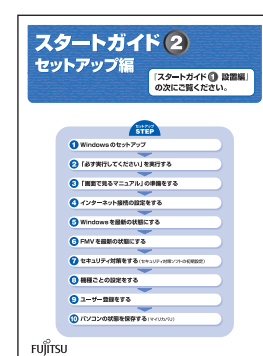 スタートガイド②
セットアップ編
『スタートガイド① 設置編』
の次にご覧ください。
セットアップ
STEP
① Windowsのセットアップ
② 「必ず実行してください」を実行する
③ 「画面で見るマニュアル」の準備をする
④ インターネット接続の設定をする
⑤ Windowsを最新の状態にする
⑥ FMVを最新の状態にする
⑦ セキュリティ対策をする（セキュリティ対策ソフトの初期設定）
⑧ 機種ごとの設定をする
⑨ ユーザー登録をする
⑩ パソコンの状態を保存する（マイリカバリ）
FUJITSU